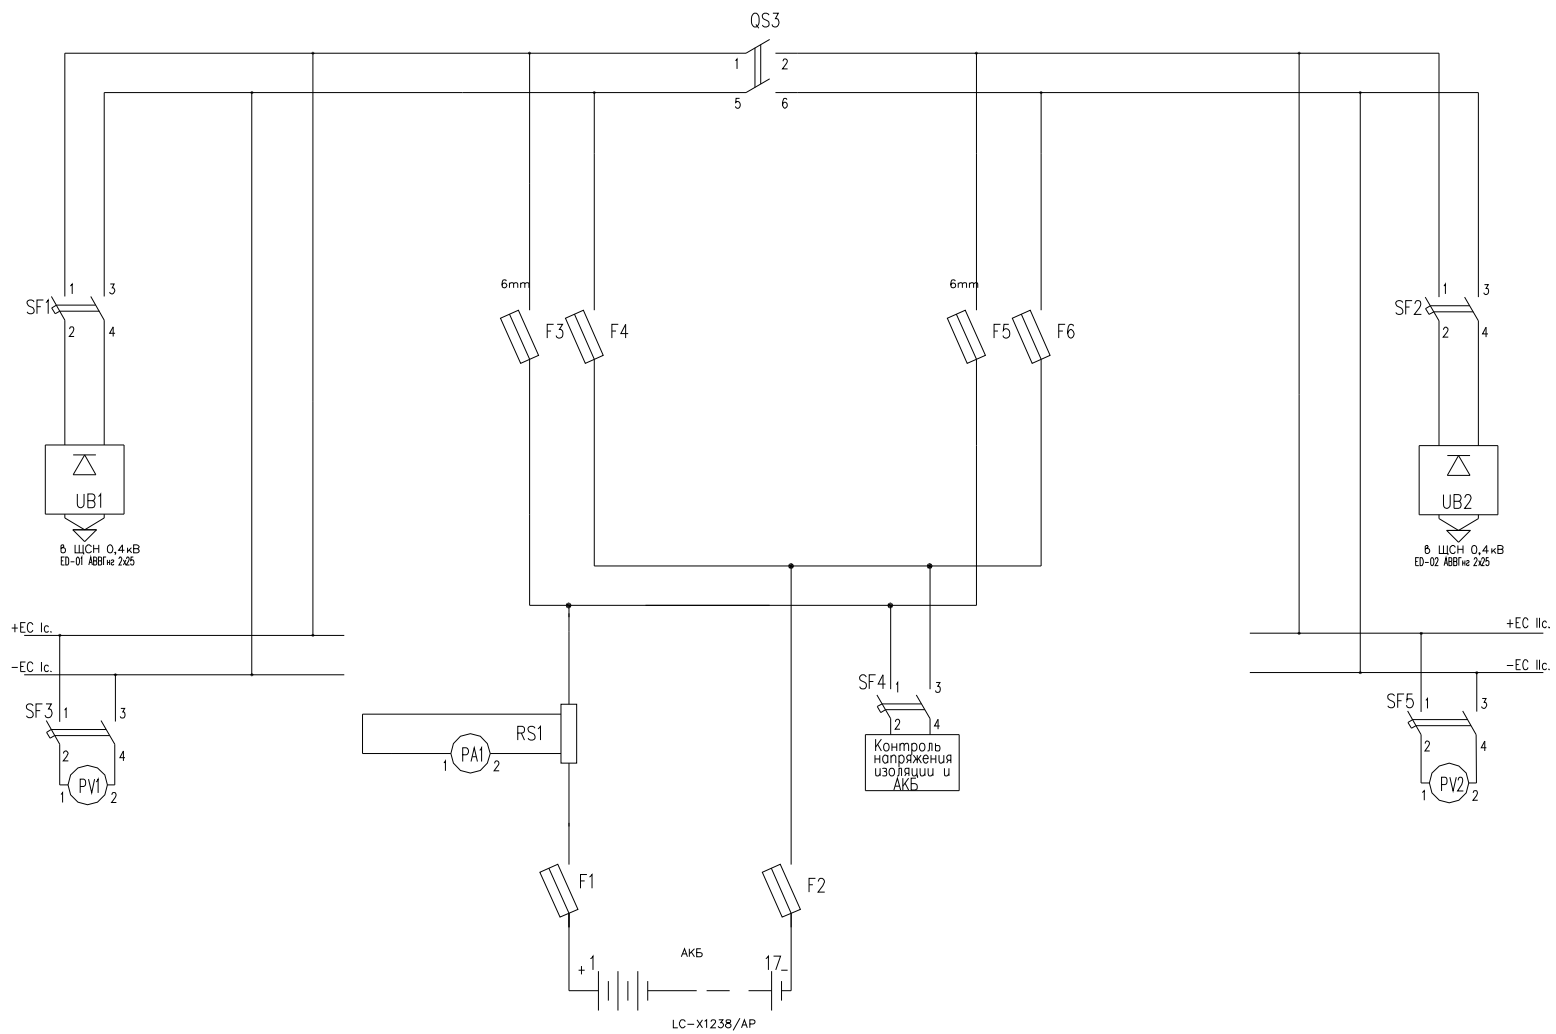 QS3
1
2
5
6
6mm
6mm
1
3
SF1
2
4
F3
F4
F5
F6
1
3
SF2
2
4
UB1
в ЩСН 0,4кВ
ED-01 АВВГнг 2x25
UB2
в ЩСН 0,4кВ
ED-02 АВВГнг 2x25
+EC Ic.
-EC Ic.
+EC IIc.
-EC IIc.
SF3
1
3
2
4
PV1
1
2
RS1
PA1
1
2
SF4
1
3
2
4
Контроль
напряжения
изоляции и
АКБ
SF5
1
3
2
4
PV2
1
2
F1
F2
АКБ
+
1
17
-
LC-X1238/AP